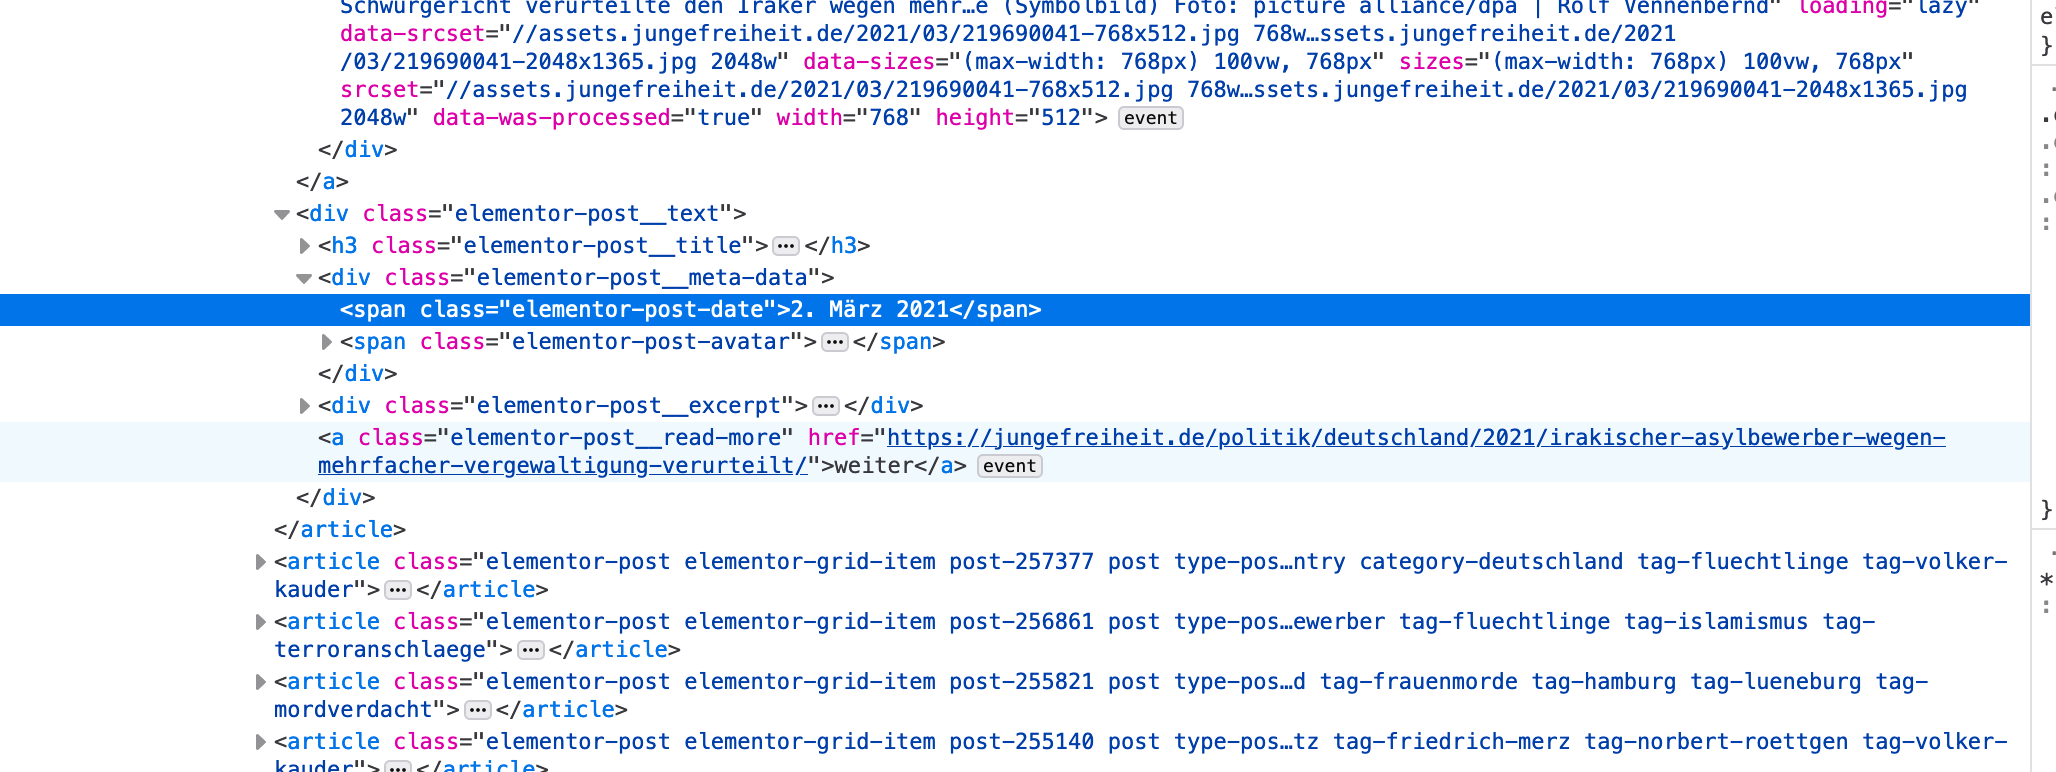 Schwurgericht verurteilte den Iraker wegen mehr…e (Symbolbild) Foto: picture alliance/dpa | Rolf Vennenbernd" loading="lazy"
data-srcset="//assets.jungefreiheit.de/2021/03/219690041-768x512.jpg 768w…ssets.jungefreiheit.de/2021
/03/219690041-2048x1365.jpg 2048w" data-sizes="(max-width: 768px) 100vw, 768px" sizes="(max-width: 768px) 100vw, 768px"
srcset="//assets.jungefreiheit.de/2021/03/219690041-768x512.jpg 768w…ssets.jungefreiheit.de/2021/03/219690041-2048x1365.jpg
2048w" data-was-processed="true" width="768" height="512"> event
</div>
</a>
<div class="elementor-post__text">
<h3 class="elementor-post__title">…</h3>
<div class="elementor-post__meta-data">
<span class="elementor-post-date">2. März 2021</span>
<span class="elementor-post-avatar">…</span>
</div>
<div class="elementor-post__excerpt">…</div>
<a class="elementor-post__read-more" href="https://jungefreiheit.de/politik/deutschland/2021/irakischer-asylbewerber-wegen-
mehrfacher-vergewaltigung-verurteilt/">weiter</a> event
</div>
</article>
<article class="elementor-post elementor-grid-item post-257377 post type-pos…ntry category-deutschland tag-fluechtlinge tag-volker-
kauder">…</article>
<article class="elementor-post elementor-grid-item post-256861 post type-pos…ewerber tag-fluechtlinge tag-islamismus tag-
terroranschlaege">…</article>
<article class="elementor-post elementor-grid-item post-255821 post type-pos…d tag-frauenmorde tag-hamburg tag-lueneburg tag-
mordverdacht">…</article>
<article class="elementor-post elementor-grid-item post-255140 post type-pos…tz tag-friedrich-merz tag-norbert-roettgen tag-volker-
kauder">…</article>